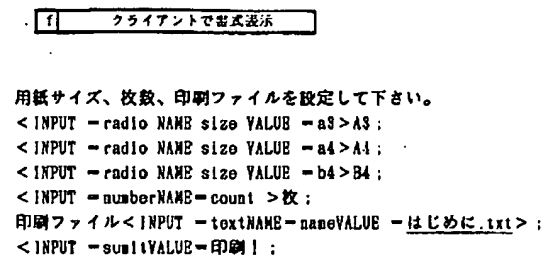 f クライアントで書式表示
用紙サイズ、枚数、印刷ファイルを設定して下さい。
<INPUT =radio NAME size VALUE =a3>A3;
<INPUT =radio NAME size VALUE =a4>A4;
<INPUT =radio NAME size VALUE =b4>B4;
<INPUT =numberNAME=count >枚;
印刷ファイル<INPUT =textNAME=nameVALUE =はじめに.txt>;
<INPUT =sumitVALUE=印刷!;